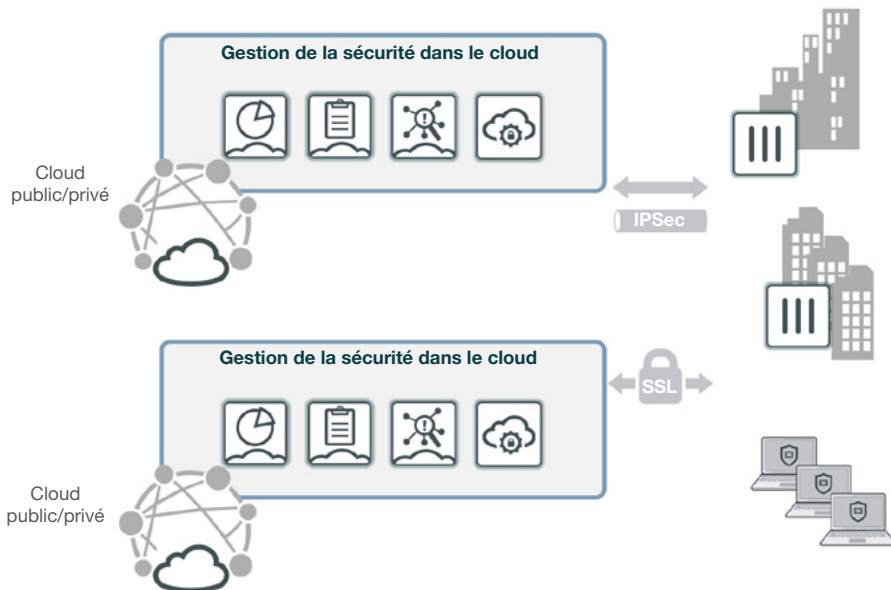 Gestion de la sécurité dans le cloud
Cloud
public/privé
IPSec
Gestion de la sécurité dans le cloud
SSL
Cloud
public/privé